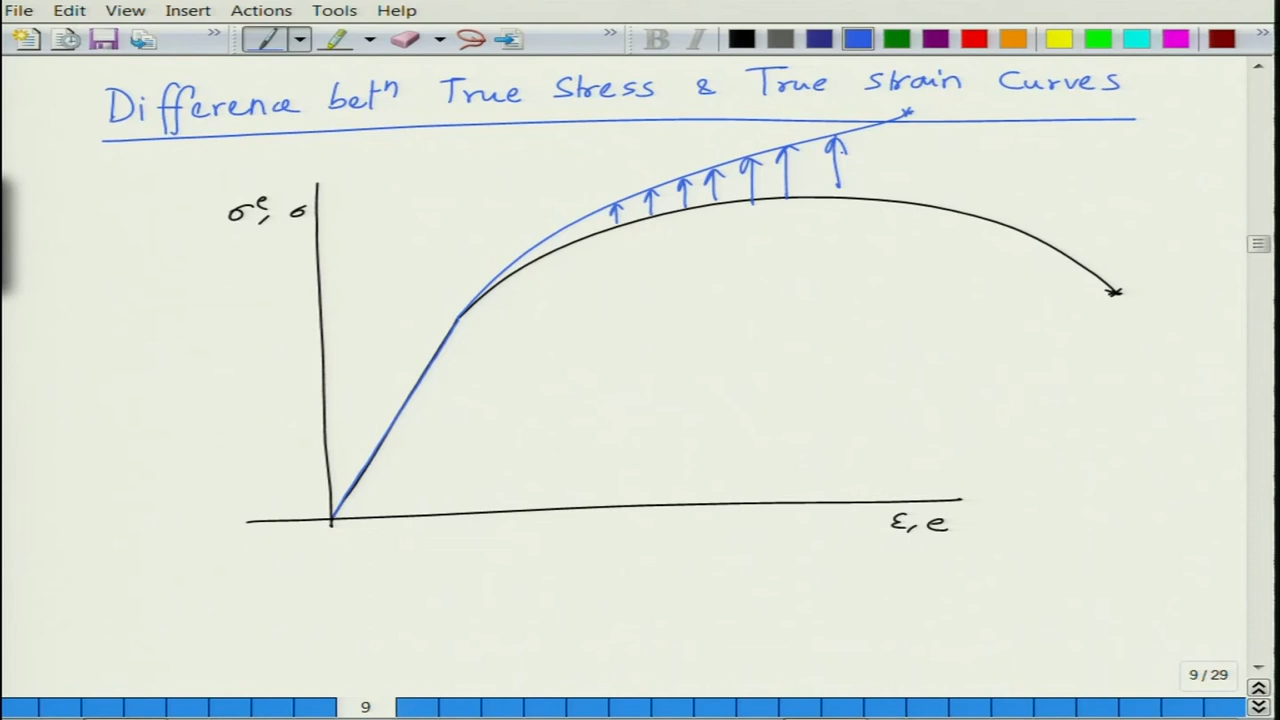 File Edit View Insert Actions Tools Help
B I
Difference betⁿ True Stress & True strain Curves
σᵉ, σ
ε, e
9 / 29
9